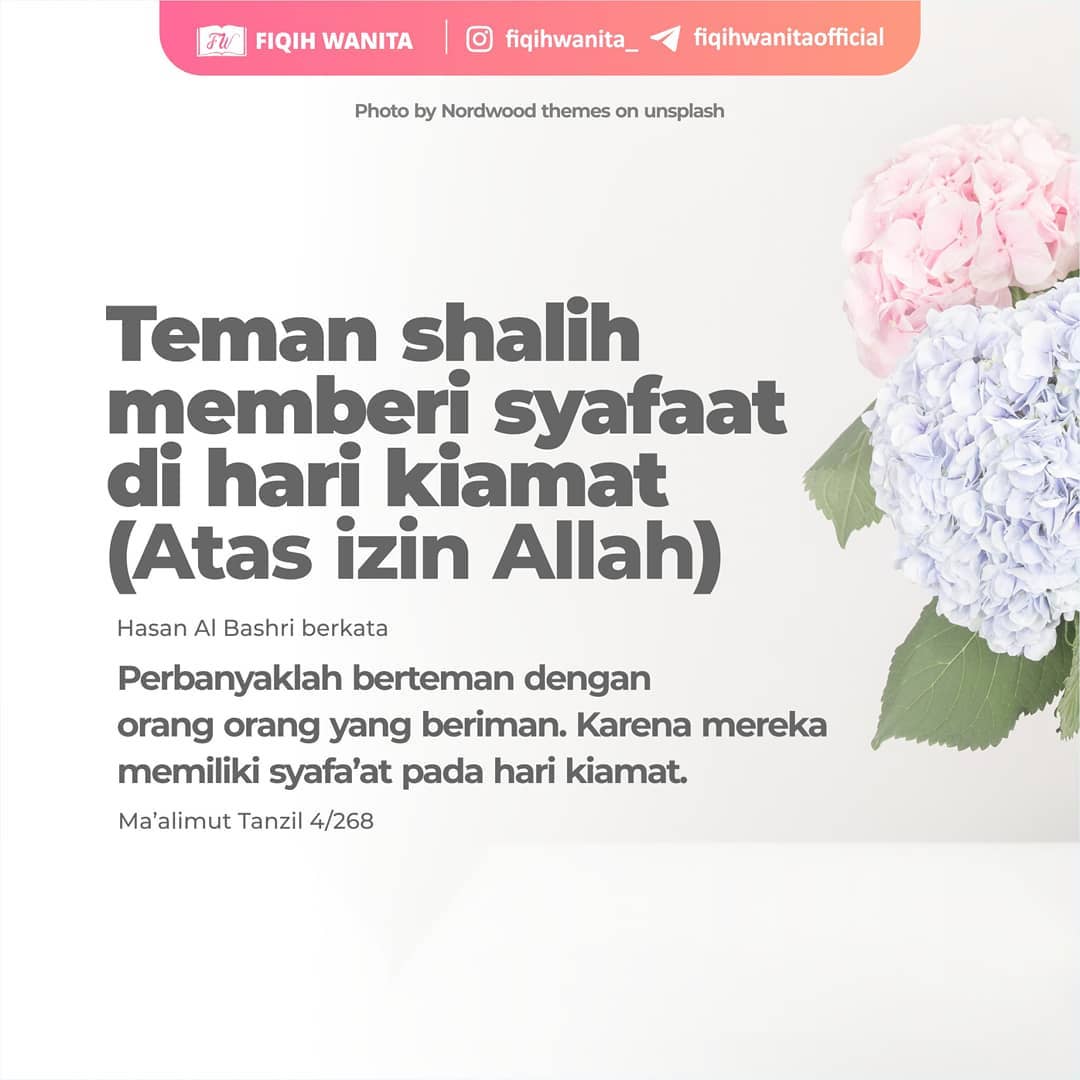 FW FIQIH WANITA fiqihwanita_ fiqihwanitaofficial
Photo by Nordwood themes on unsplash
Teman shalih
memberi syafaat
di hari kiamat
(Atas izin Allah)
Hasan Al Bashri berkata
Perbanyaklah berteman dengan
orang orang yang beriman. Karena mereka
memiliki syafa’at pada hari kiamat.
Ma’alimut Tanzil 4/268